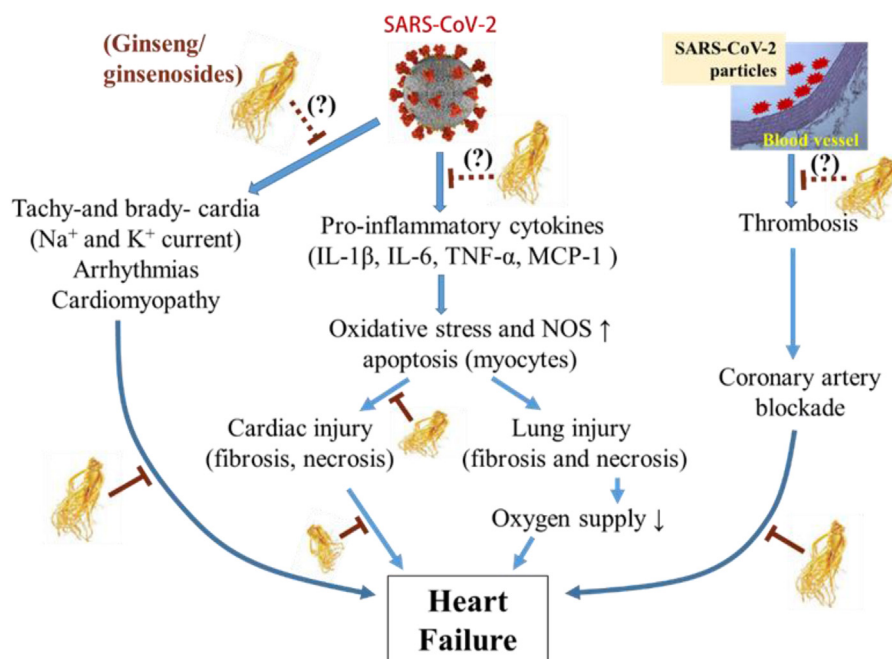 SARS-CoV-2
(Ginseng/
ginsenosides)
(?)
(?)
SARS-CoV-2
particles
Blood vessel
(?)
Tachy-and brady- cardia
(Na⁺ and K⁺ current)
Arrhythmias
Cardiomyopathy
Pro-inflammatory cytokines
(IL-1β, IL-6, TNF-α, MCP-1 )
Thrombosis
Oxidative stress and NOS ↑
apoptosis (myocytes)
Coronary artery
blockade
Cardiac injury
(fibrosis, necrosis)
Lung injury
(fibrosis and necrosis)
Oxygen supply ↓
Heart
Failure